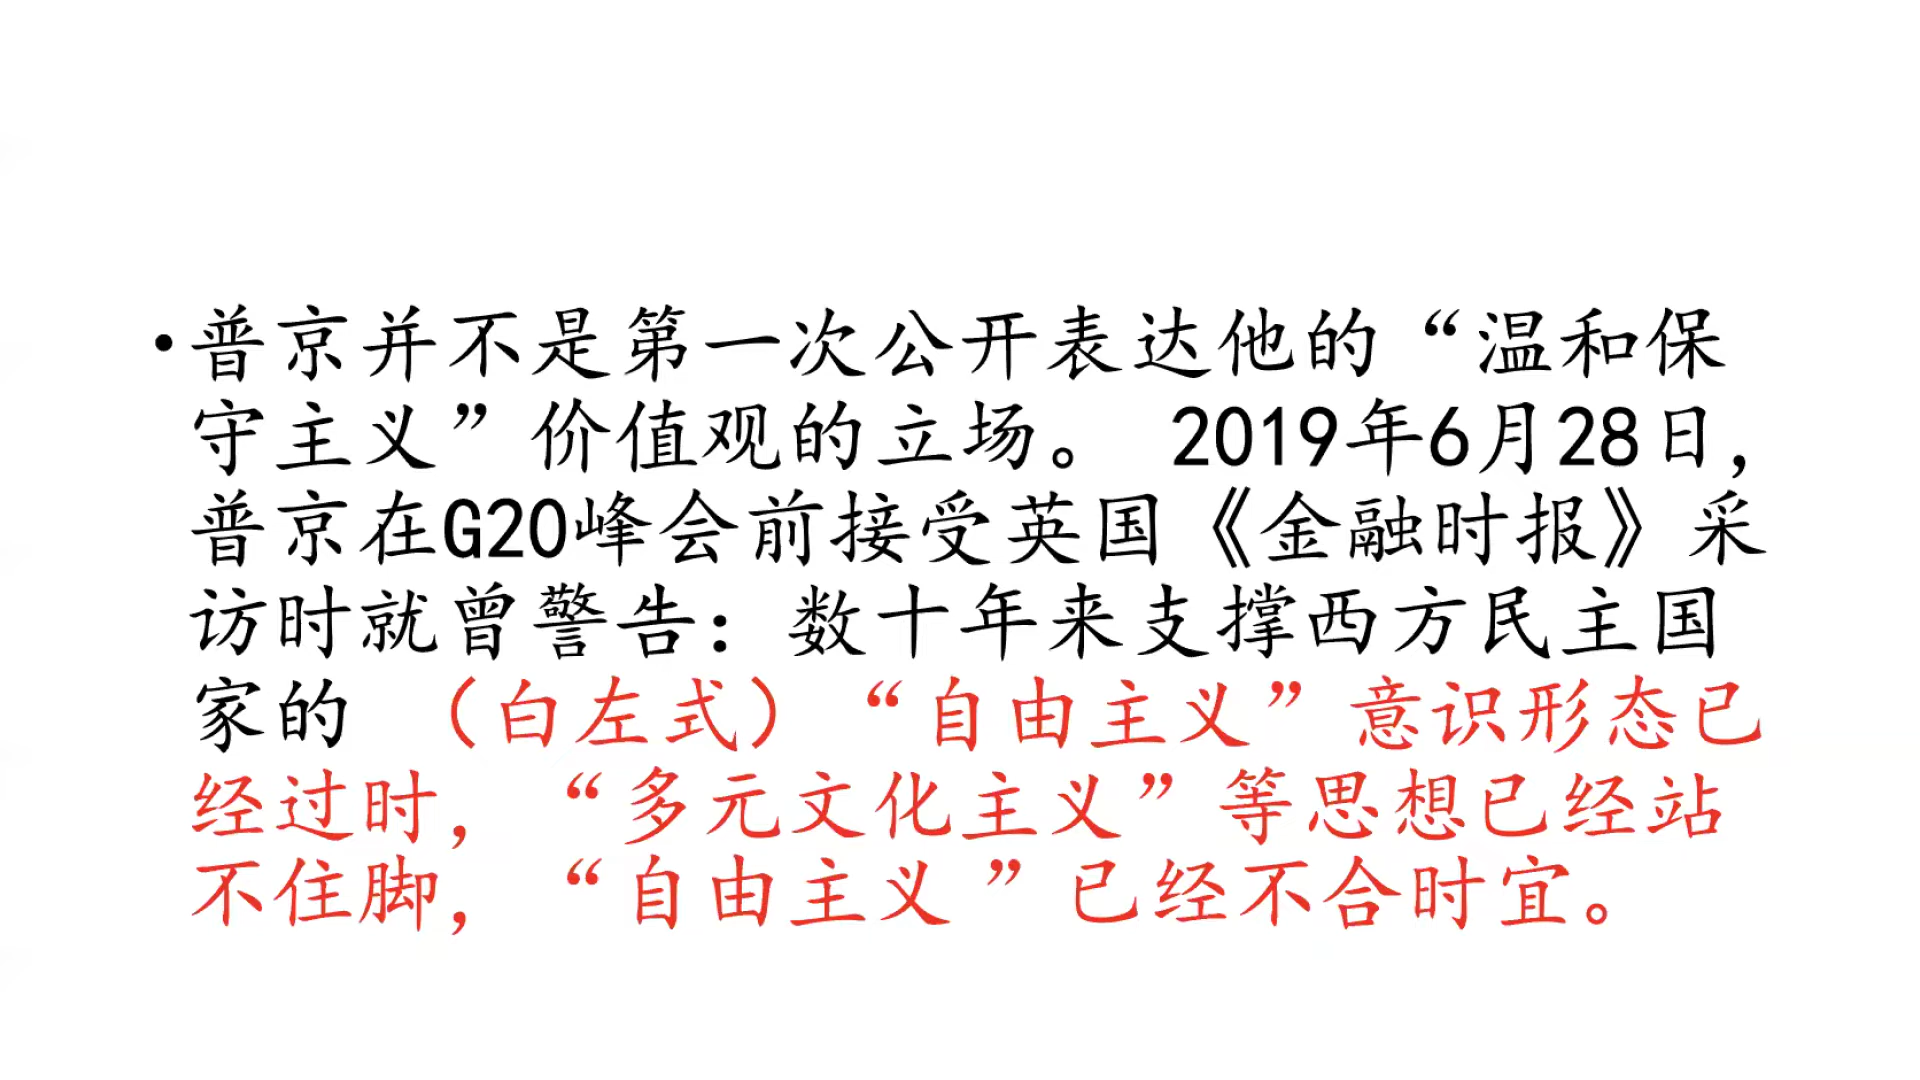 •普京并不是第一次公开表达他的“温和保
守主义”价值观的立场。 2019年6月28日,
普京在G20峰会前接受英国《金融时报》采
访时就曾警告：数十年来支撑西方民主国
家的 （白左式）“自由主义”意识形态已
经过时，“多元文化主义”等思想已经站
不住脚，“自由主义 ”已经不合时宜。